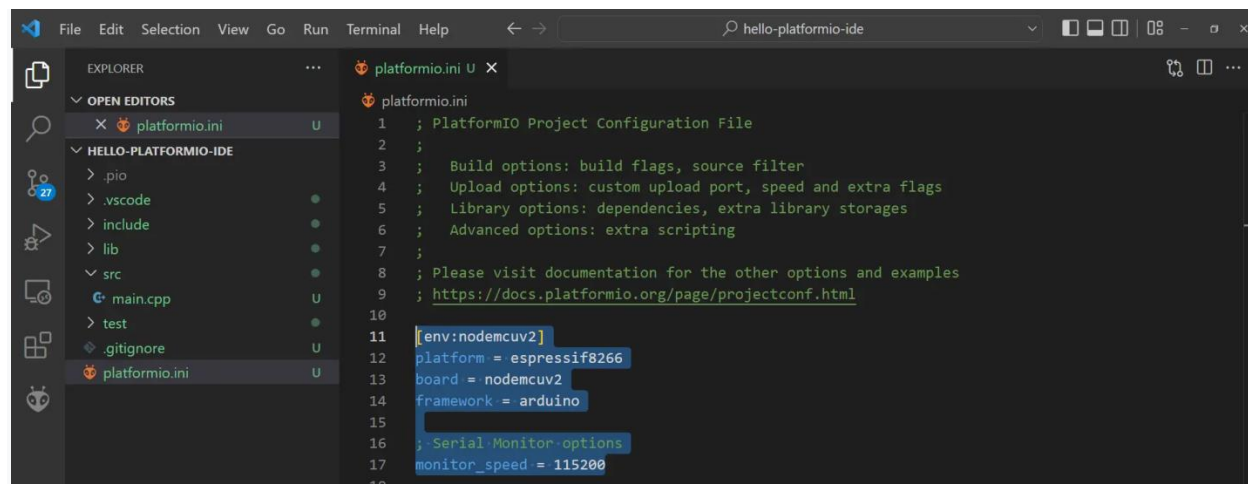 File Edit Selection View Go Run Terminal Help hello-platformio-ide
EXPLORER
OPEN EDITORS
platformio.ini U
HELLO-PLATFORMIO-IDE
.pio
.vscode
include
lib
src
main.cpp U
test
.gitignore U
platformio.ini U
27
platformio.ini U
platformio.ini
1 ; PlatformIO Project Configuration File
2 ;
3 ; Build options: build flags, source filter
4 ; Upload options: custom upload port, speed and extra flags
5 ; Library options: dependencies, extra library storages
6 ; Advanced options: extra scripting
7 ;
8 ; Please visit documentation for the other options and examples
9 ; https://docs.platformio.org/page/projectconf.html
10
11 [env:nodemcuv2]
12 platform = espressif8266
13 board = nodemcuv2
14 framework = arduino
15
16 ; Serial Monitor options
17 monitor_speed = 115200